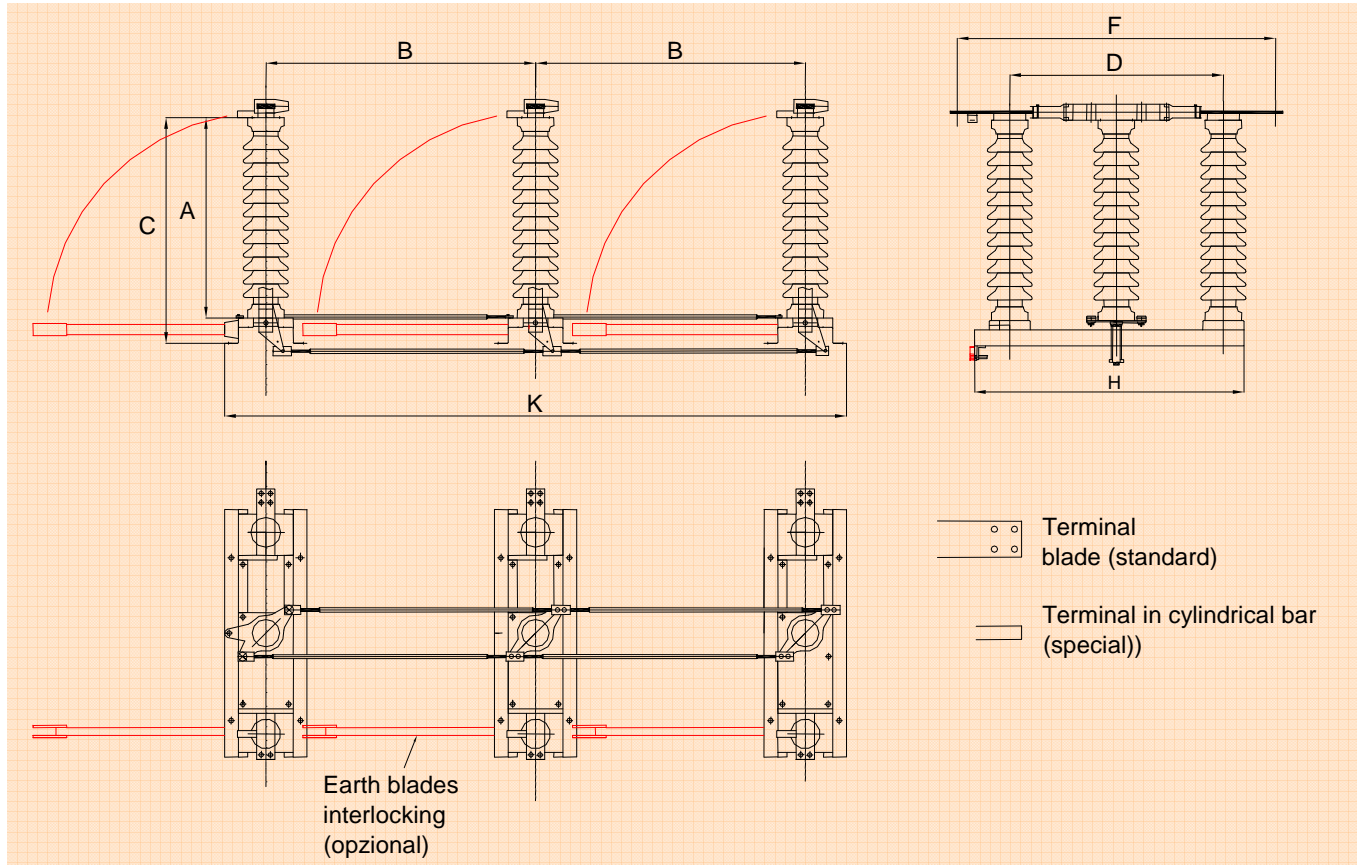 B
B
F
D
C
A
K
H
Terminal
blade (standard)
Terminal in cylindrical bar
(special))
Earth blades
interlocking
(opzional)